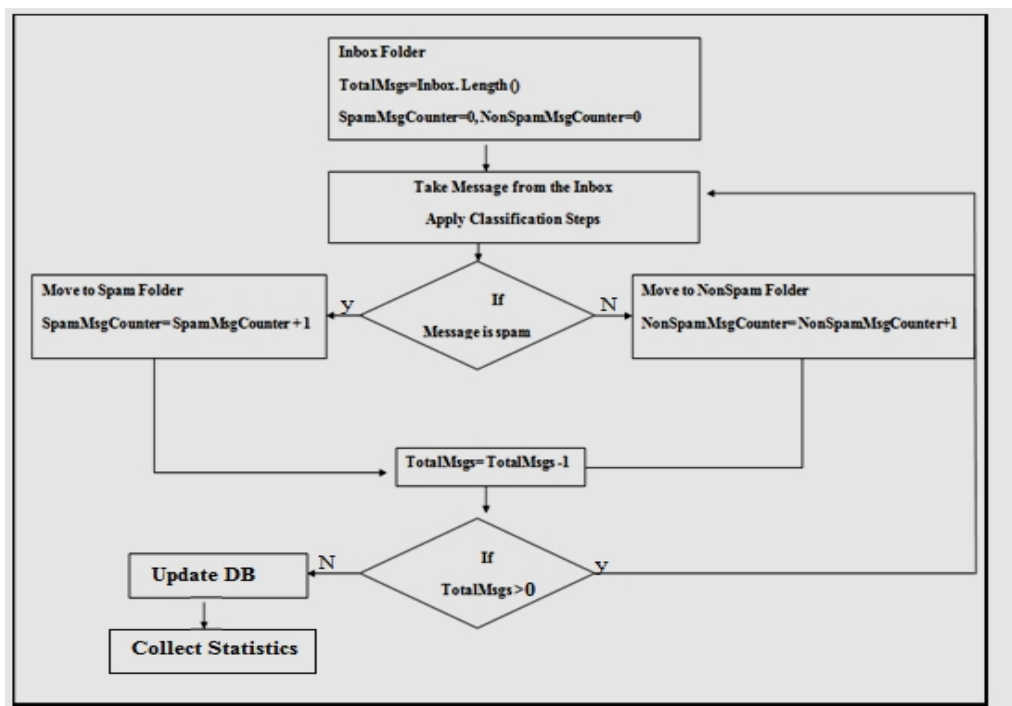 Inbox Folder
TotalMsgs=Inbox. Length ()
SpamMsgCounter=0, NonSpamMsgCounter=0
Take Message from the Inbox
Apply Classification Steps
If
Message is spam
y
N
Move to Spam Folder
SpamMsgCounter= SpamMsgCounter + 1
Move to NonSpam Folder
NonSpamMsgCounter= NonSpamMsgCounter+1
TotalMsgs= TotalMsgs -1
If
TotalMsgs >0
N
y
Update DB
Collect Statistics